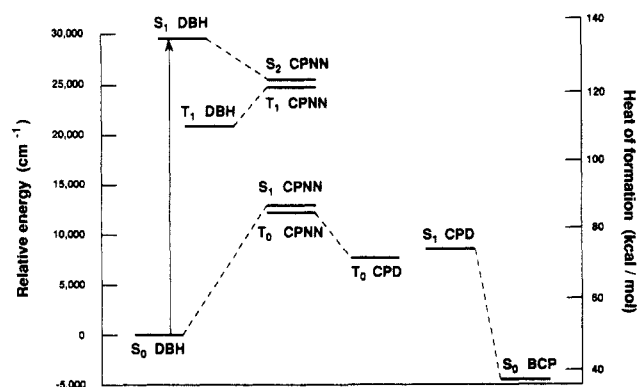 Relative energy (cm⁻¹)
30,000
25,000
20,000
15,000
10,000
5,000
0
-5,000
S₁ DBH
S₂ CPNN
T₁ CPNN
T₁ DBH
S₁ CPNN
T₀ CPNN
S₁ CPD
T₀ CPD
S₀ DBH
S₀ BCP
140
120
100
80
60
40
Heat of formation (kcal / mol)